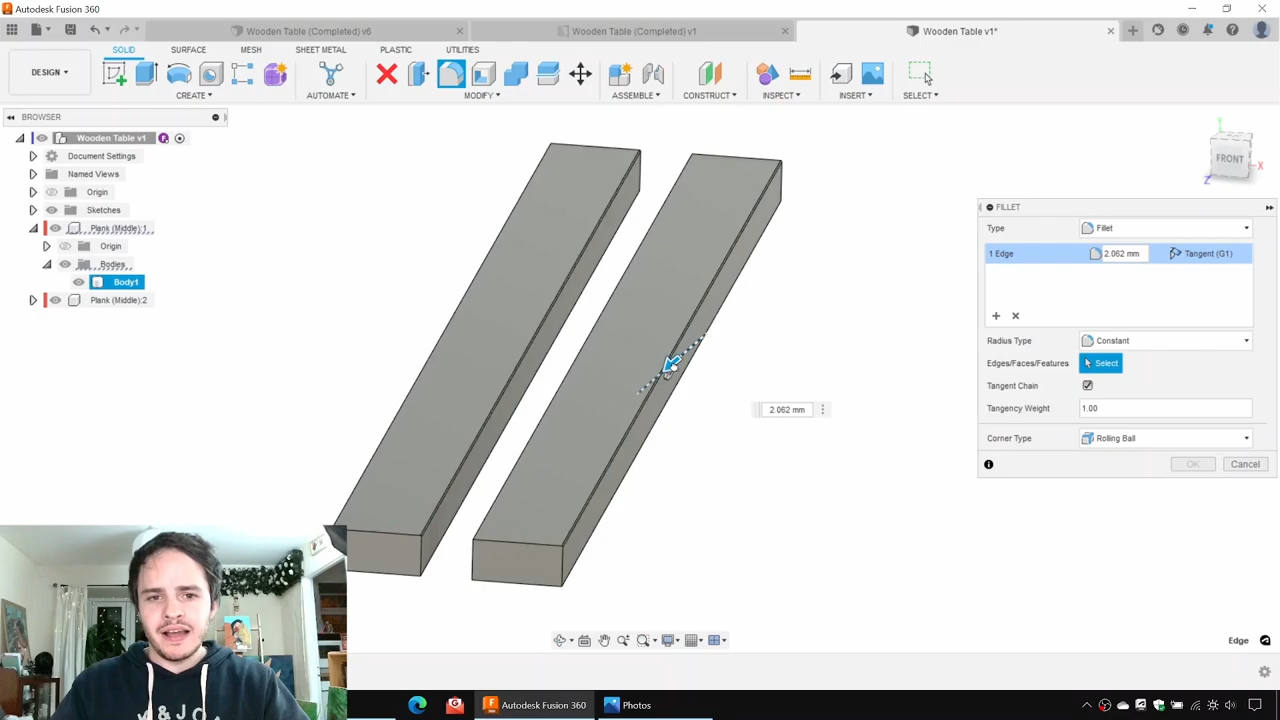 Autodesk Fusion 360
Wooden Table (Completed) v6
Wooden Table (Completed) v1
Wooden Table v1*
DESIGN
SOLID
SURFACE
MESH
SHEET METAL
PLASTIC
UTILITIES
CREATE
AUTOMATE
MODIFY
ASSEMBLE
CONSTRUCT
INSPECT
INSERT
SELECT
BROWSER
Wooden Table v1
Document Settings
Named Views
Origin
Sketches
Plank (Middle):1
Origin
Bodies
Body1
Plank (Middle):2
FRONT
X
Y
Z
FILLET
Type
Fillet
1 Edge
2.062 mm
Tangent (G1)
Radius Type
Constant
Edges/Faces/Features
Select
Tangent Chain
Tangency Weight
1.00
Corner Type
Rolling Ball
OK
Cancel
2.062 mm
Edge
Autodesk Fusion 360
Photos